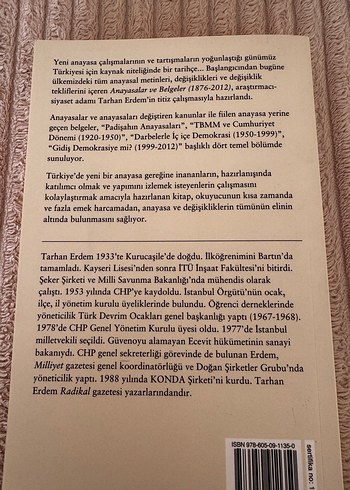 Yeni anayasa çalışmalarının ve tartışmaların yoğunlaştığı günümüz
Türkiyesi için kaynak niteliğinde bir tarihçe... Başlangıcından bugüne
ülkemizdeki tüm anayasal metinleri, değişiklikleri ve değişiklik
tekliflerini içeren Anayasalar ve Belgeler (1876-2012), araştırmacı-
siyaset adamı Tarhan Erdem'in titiz çalışmasıyla hazırlandı.
Anayasalar ve anayasaları değiştiren kanunlar ile fiilen anayasa yerine
geçen belgeler, "Padişahın Anayasaları", "TBMM ve Cumhuriyet
Dönemi (1920-1950)", "Darbelerle İç içe Demokrasi (1950-1999)",
"Gidiş Demokrasiye mi? (1999-2012)" başlıklı dört temel bölümde
sunuluyor.
Türkiye'de yeni bir anayasa gereğine inananların, hazırlanışında
katılımcı olmak ve yapımını izlemek isteyenlerin çalışmasını
kolaylaştırmak amacıyla hazırlanan kitap, okuyucunun kısa zamanda
ve fazla emek harcamadan, anayasa ve değişikliklerin tümünün elinin
altında bulunmasını sağlıyor.
Tarhan Erdem 1933'te Kurucaşile'de doğdu. İlköğrenimini Bartın'da
tamamladı. Kayseri Lisesi'nden sonra İTÜ İnşaat Fakültesi'ni bitirdi.
Şeker Şirketi ve Milli Savunma Bakanlığı'nda mühendis olarak
çalıştı. 1953 yılında CHP'ye kaydoldu. İstanbul Örgütü'nün ocak,
ilçe, il yönetim kurulu üyeliklerinde bulundu. Öğrenci derneklerinde
yöneticilik Türk Devrim Ocakları genel başkanlığı yaptı (1967-1968).
1978'de CHP Genel Yönetim Kurulu üyesi oldu. 1977'de İstanbul
milletvekili seçildi. Güvenoyu alamayan Ecevit hükümetinin sanayi
bakanıydı. CHP genel sekreterliği görevinde de bulunan Erdem,
Milliyet gazetesi genel koordinatörlüğü ve Doğan Şirketler Grubu'nda
yöneticilik yaptı. 1988 yılında KONDA Şirketi'ni kurdu. Tarhan
Erdem Radikal gazetesi yazarlarındandır.
ISBN 978-605-09-1135-0
sertifika no: 1